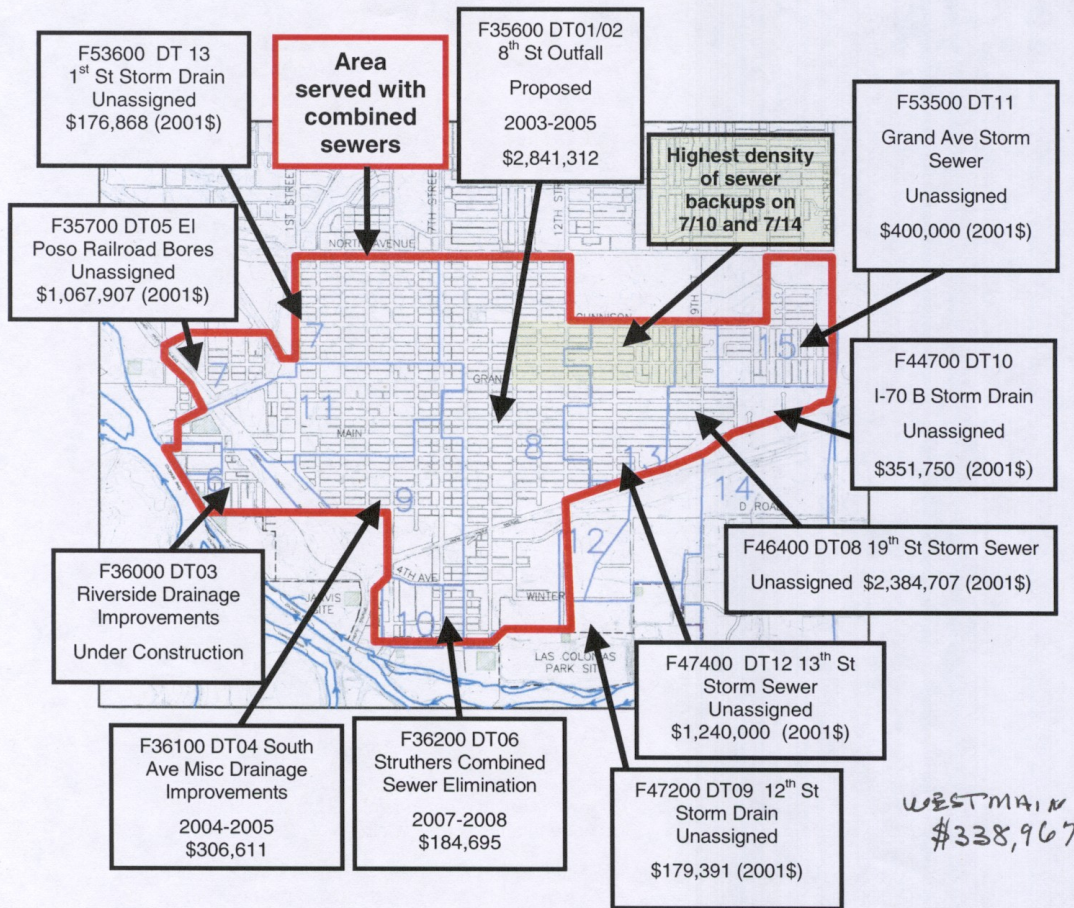 F53600 DT 13
1st St Storm Drain
Unassigned
$176,868 (2001$)
Area
served with
combined
sewers
F35600 DT01/02
8th St Outfall
Proposed
2003-2005
$2,841,312
Highest density
of sewer
backups on
7/10 and 7/14
F53500 DT11
Grand Ave Storm
Sewer
Unassigned
$400,000 (2001$)
F35700 DT05 El
Poso Railroad Bores
Unassigned
$1,067,907 (2001$)
F44700 DT10
I-70 B Storm Drain
Unassigned
$351,750 (2001$)
F46400 DT08 19th St Storm Sewer
Unassigned $2,384,707 (2001$)
F36000 DT03
Riverside Drainage
Improvements
Under Construction
F47400 DT12 13th St
Storm Sewer
Unassigned
$1,240,000 (2001$)
F36100 DT04 South
Ave Misc Drainage
Improvements
2004-2005
$306,611
F36200 DT06
Struthers Combined
Sewer Elimination
2007-2008
$184,695
F47200 DT09 12th St
Storm Drain
Unassigned
$179,391 (2001$)
WESTMAIN
$338,967
1ST STREET
7TH STREET
12TH STREET
28TH STREET
NORTH AVENUE
GUNNISON
9TH ST
GRAND
MAIN
4TH AVE
WINTER
D ROAD
JARVIS
SITE
LAS COLONIAS
PARK SITE
7
7
11
6
9
10
8
12
13
14
15